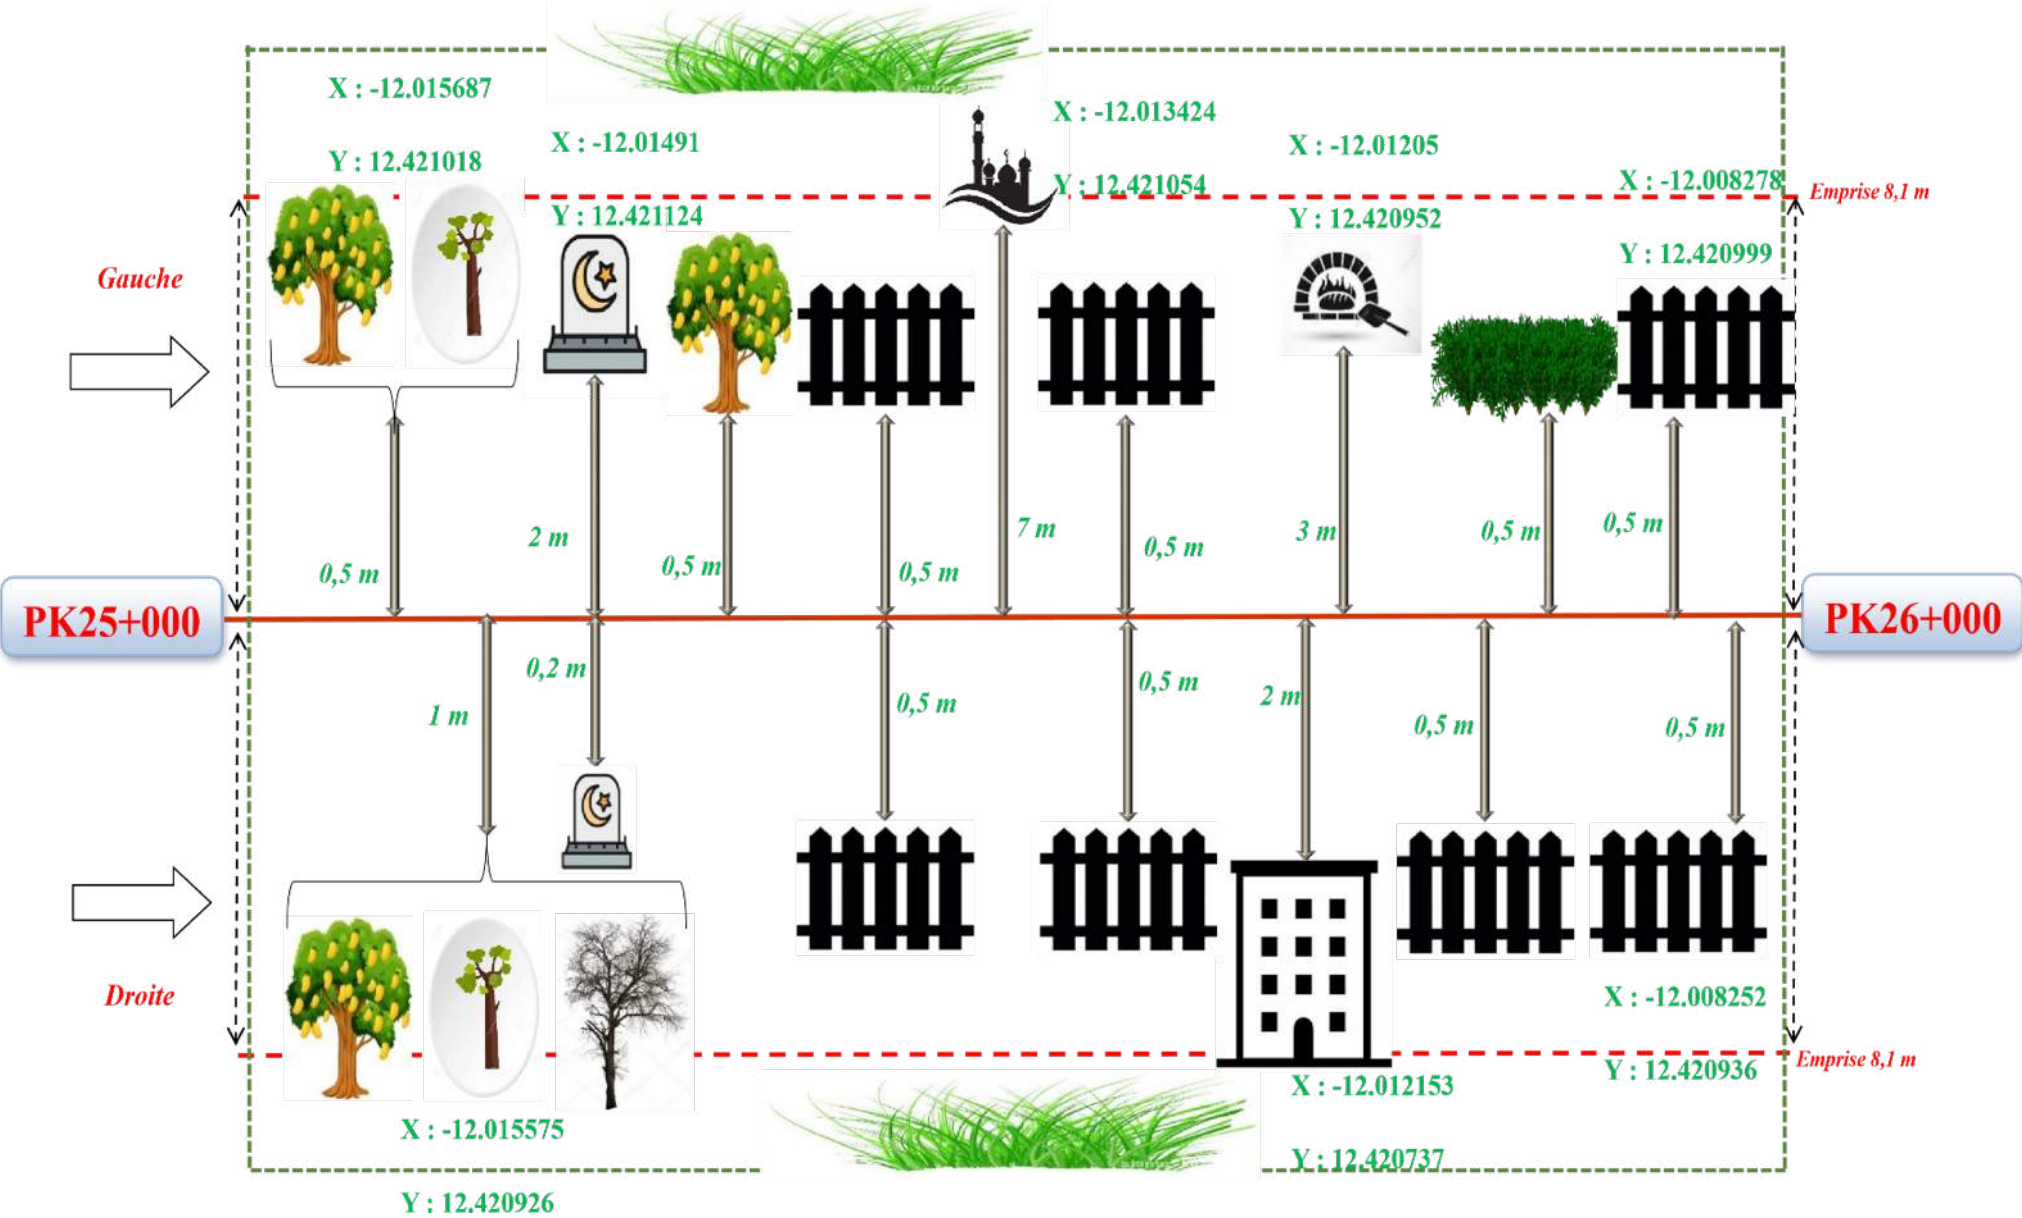 X : -12.015687
Y : 12.421018
X : -12.01491
Y : 12.421124
X : -12.013424
Y : 12.421054
X : -12.01205
Y : 12.420952
X : -12.008278
Y : 12.420999
Emprise 8,1 m
Gauche
0,5 m
2 m
0,5 m
0,5 m
7 m
0,5 m
3 m
0,5 m
0,5 m
PK25+000
PK26+000
1 m
0,2 m
0,5 m
0,5 m
2 m
0,5 m
0,5 m
Droite
X : -12.008252
Y : 12.420936
Emprise 8,1 m
X : -12.015575
Y : 12.420926
X : -12.012153
Y : 12.420737